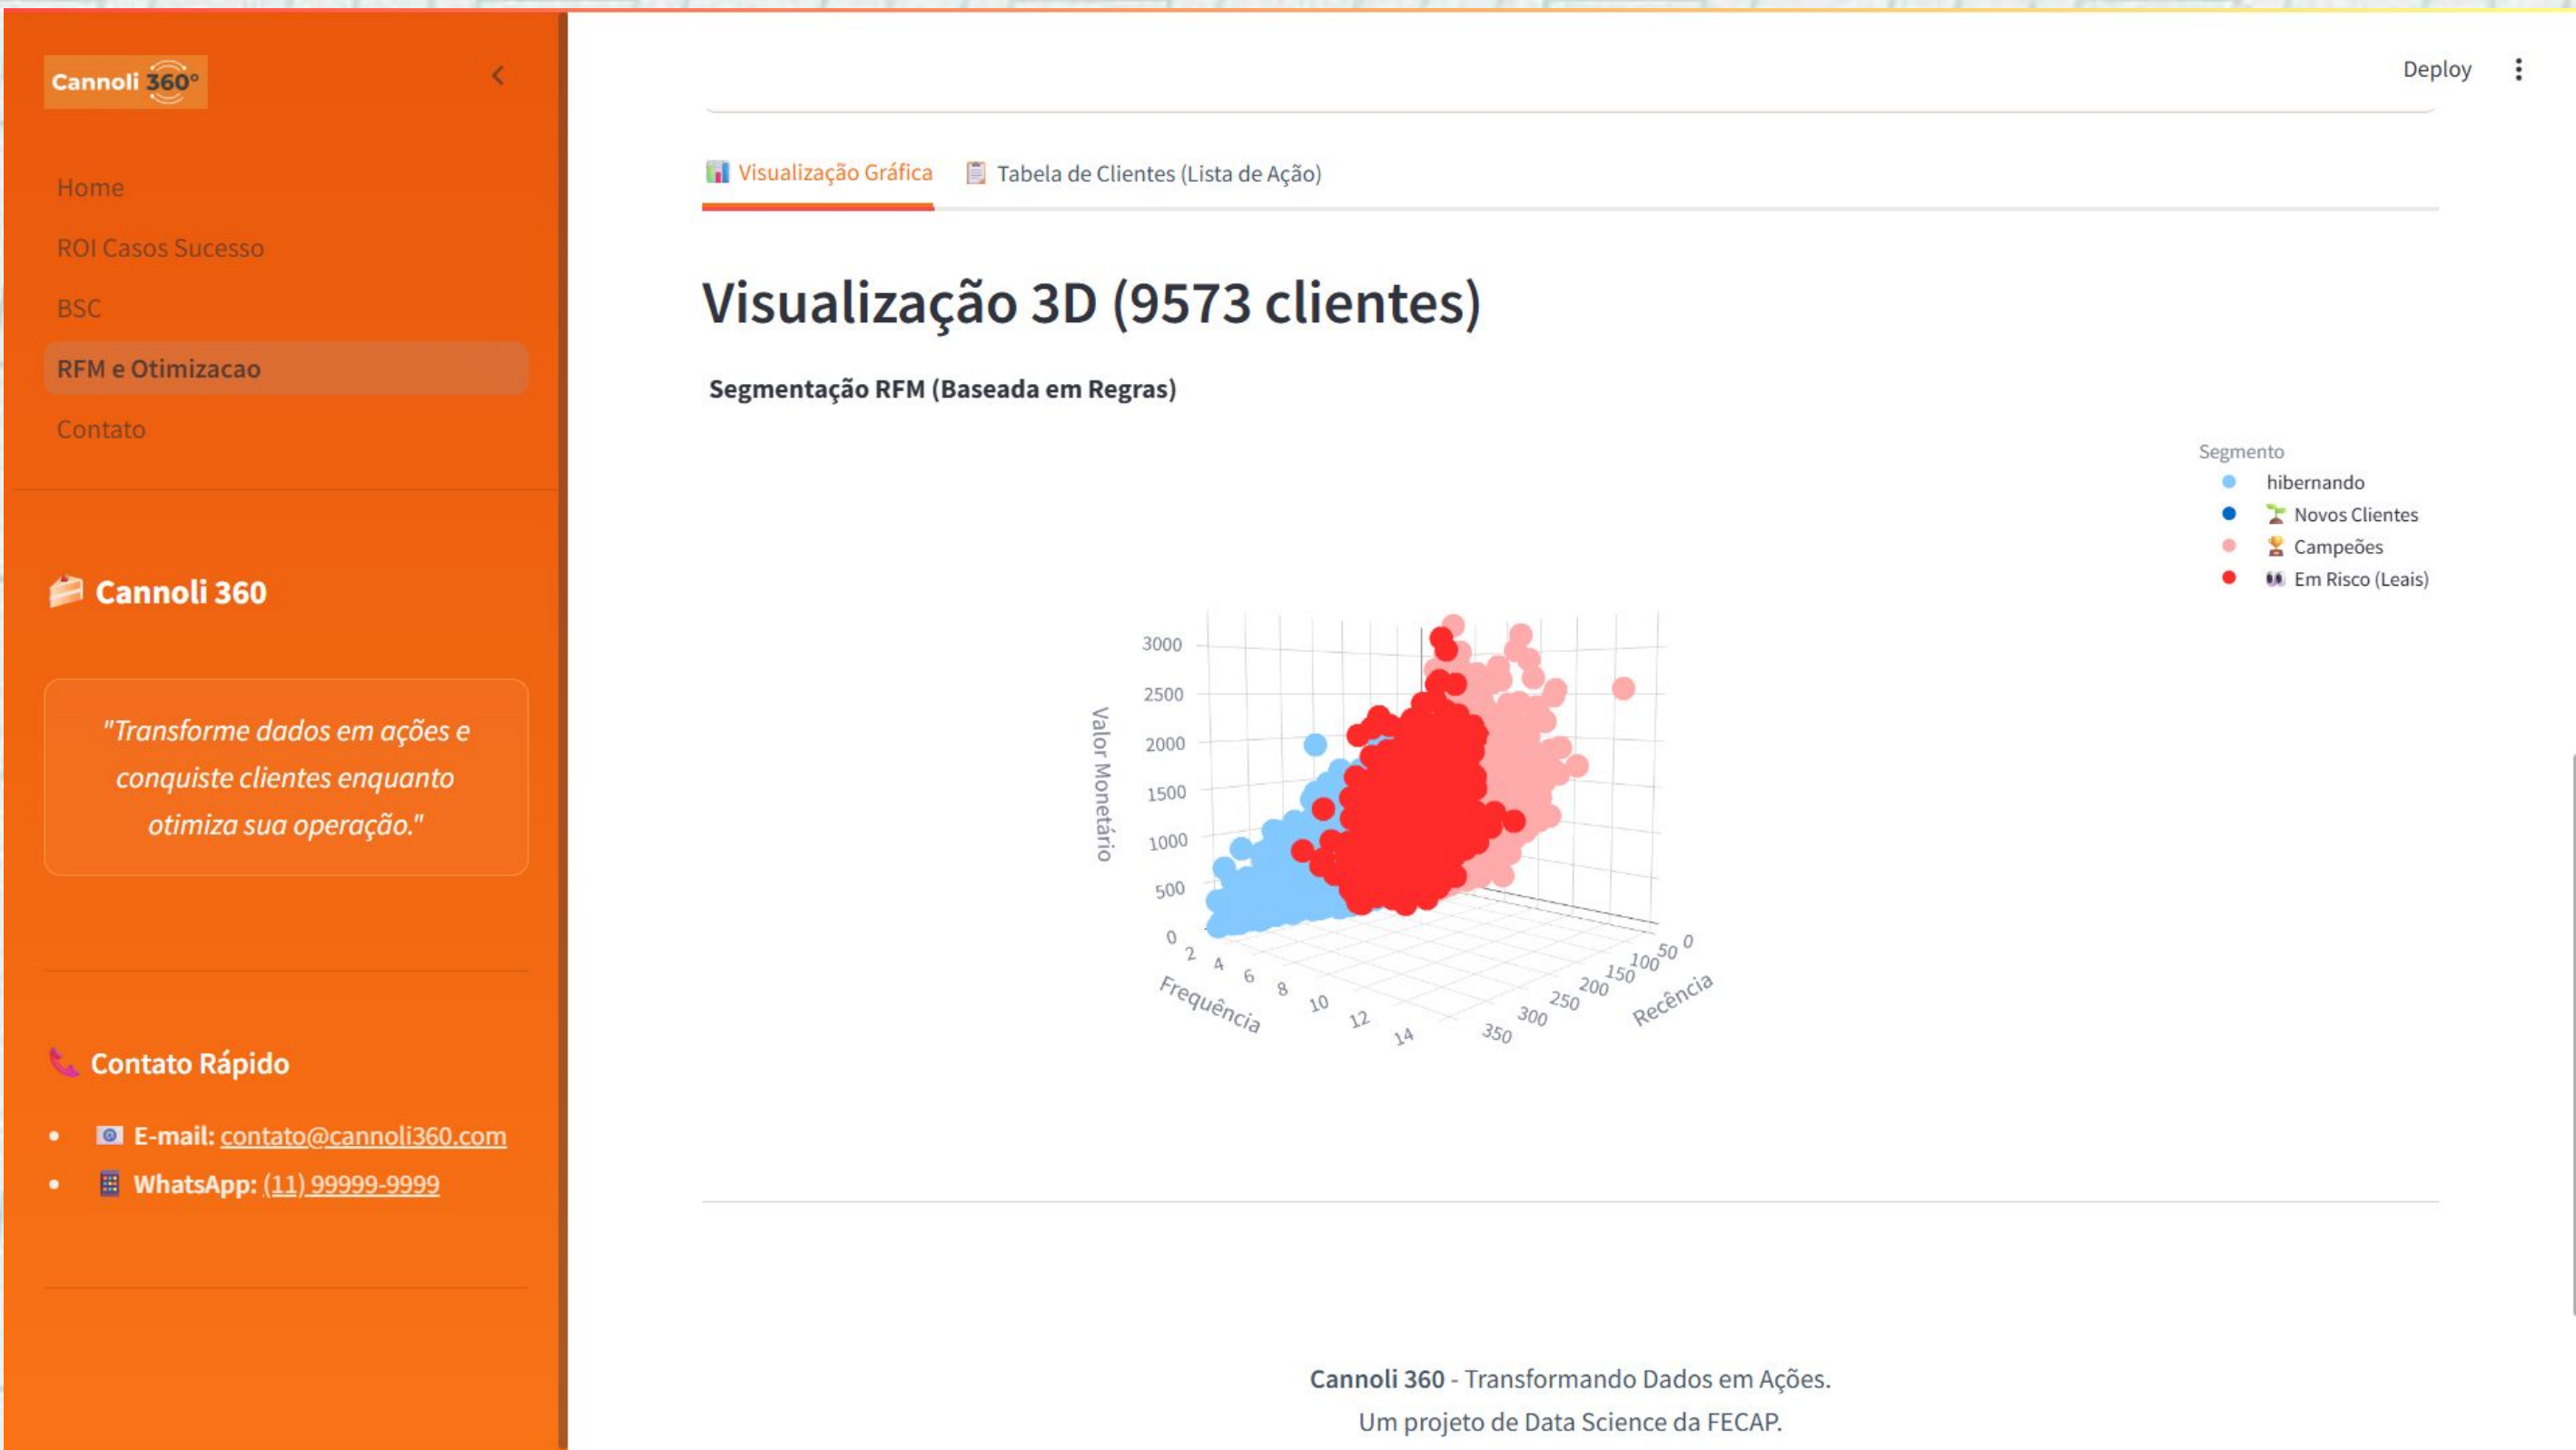 Cannoli 360°
Home
ROI Casos Sucesso
BSC
RFM e Otimizacao
Contato
Cannoli 360
"Transforme dados em ações e
conquiste clientes enquanto
otimiza sua operação."
Contato Rápido
E-mail: contato@cannoli360.com
WhatsApp: (11) 99999-9999
Deploy
Visualização Gráfica
Tabela de Clientes (Lista de Ação)
Visualização 3D (9573 clientes)
Segmentação RFM (Baseada em Regras)
Segmento
hibernando
Novos Clientes
Campeões
Em Risco (Leais)
Valor Monetário
3000
2500
2000
1500
1000
500
0
Frequência
2
4
6
8
10
12
14
Recência
350
300
250
200
150
100
50
0
Cannoli 360 - Transformando Dados em Ações.
Um projeto de Data Science da FECAP.